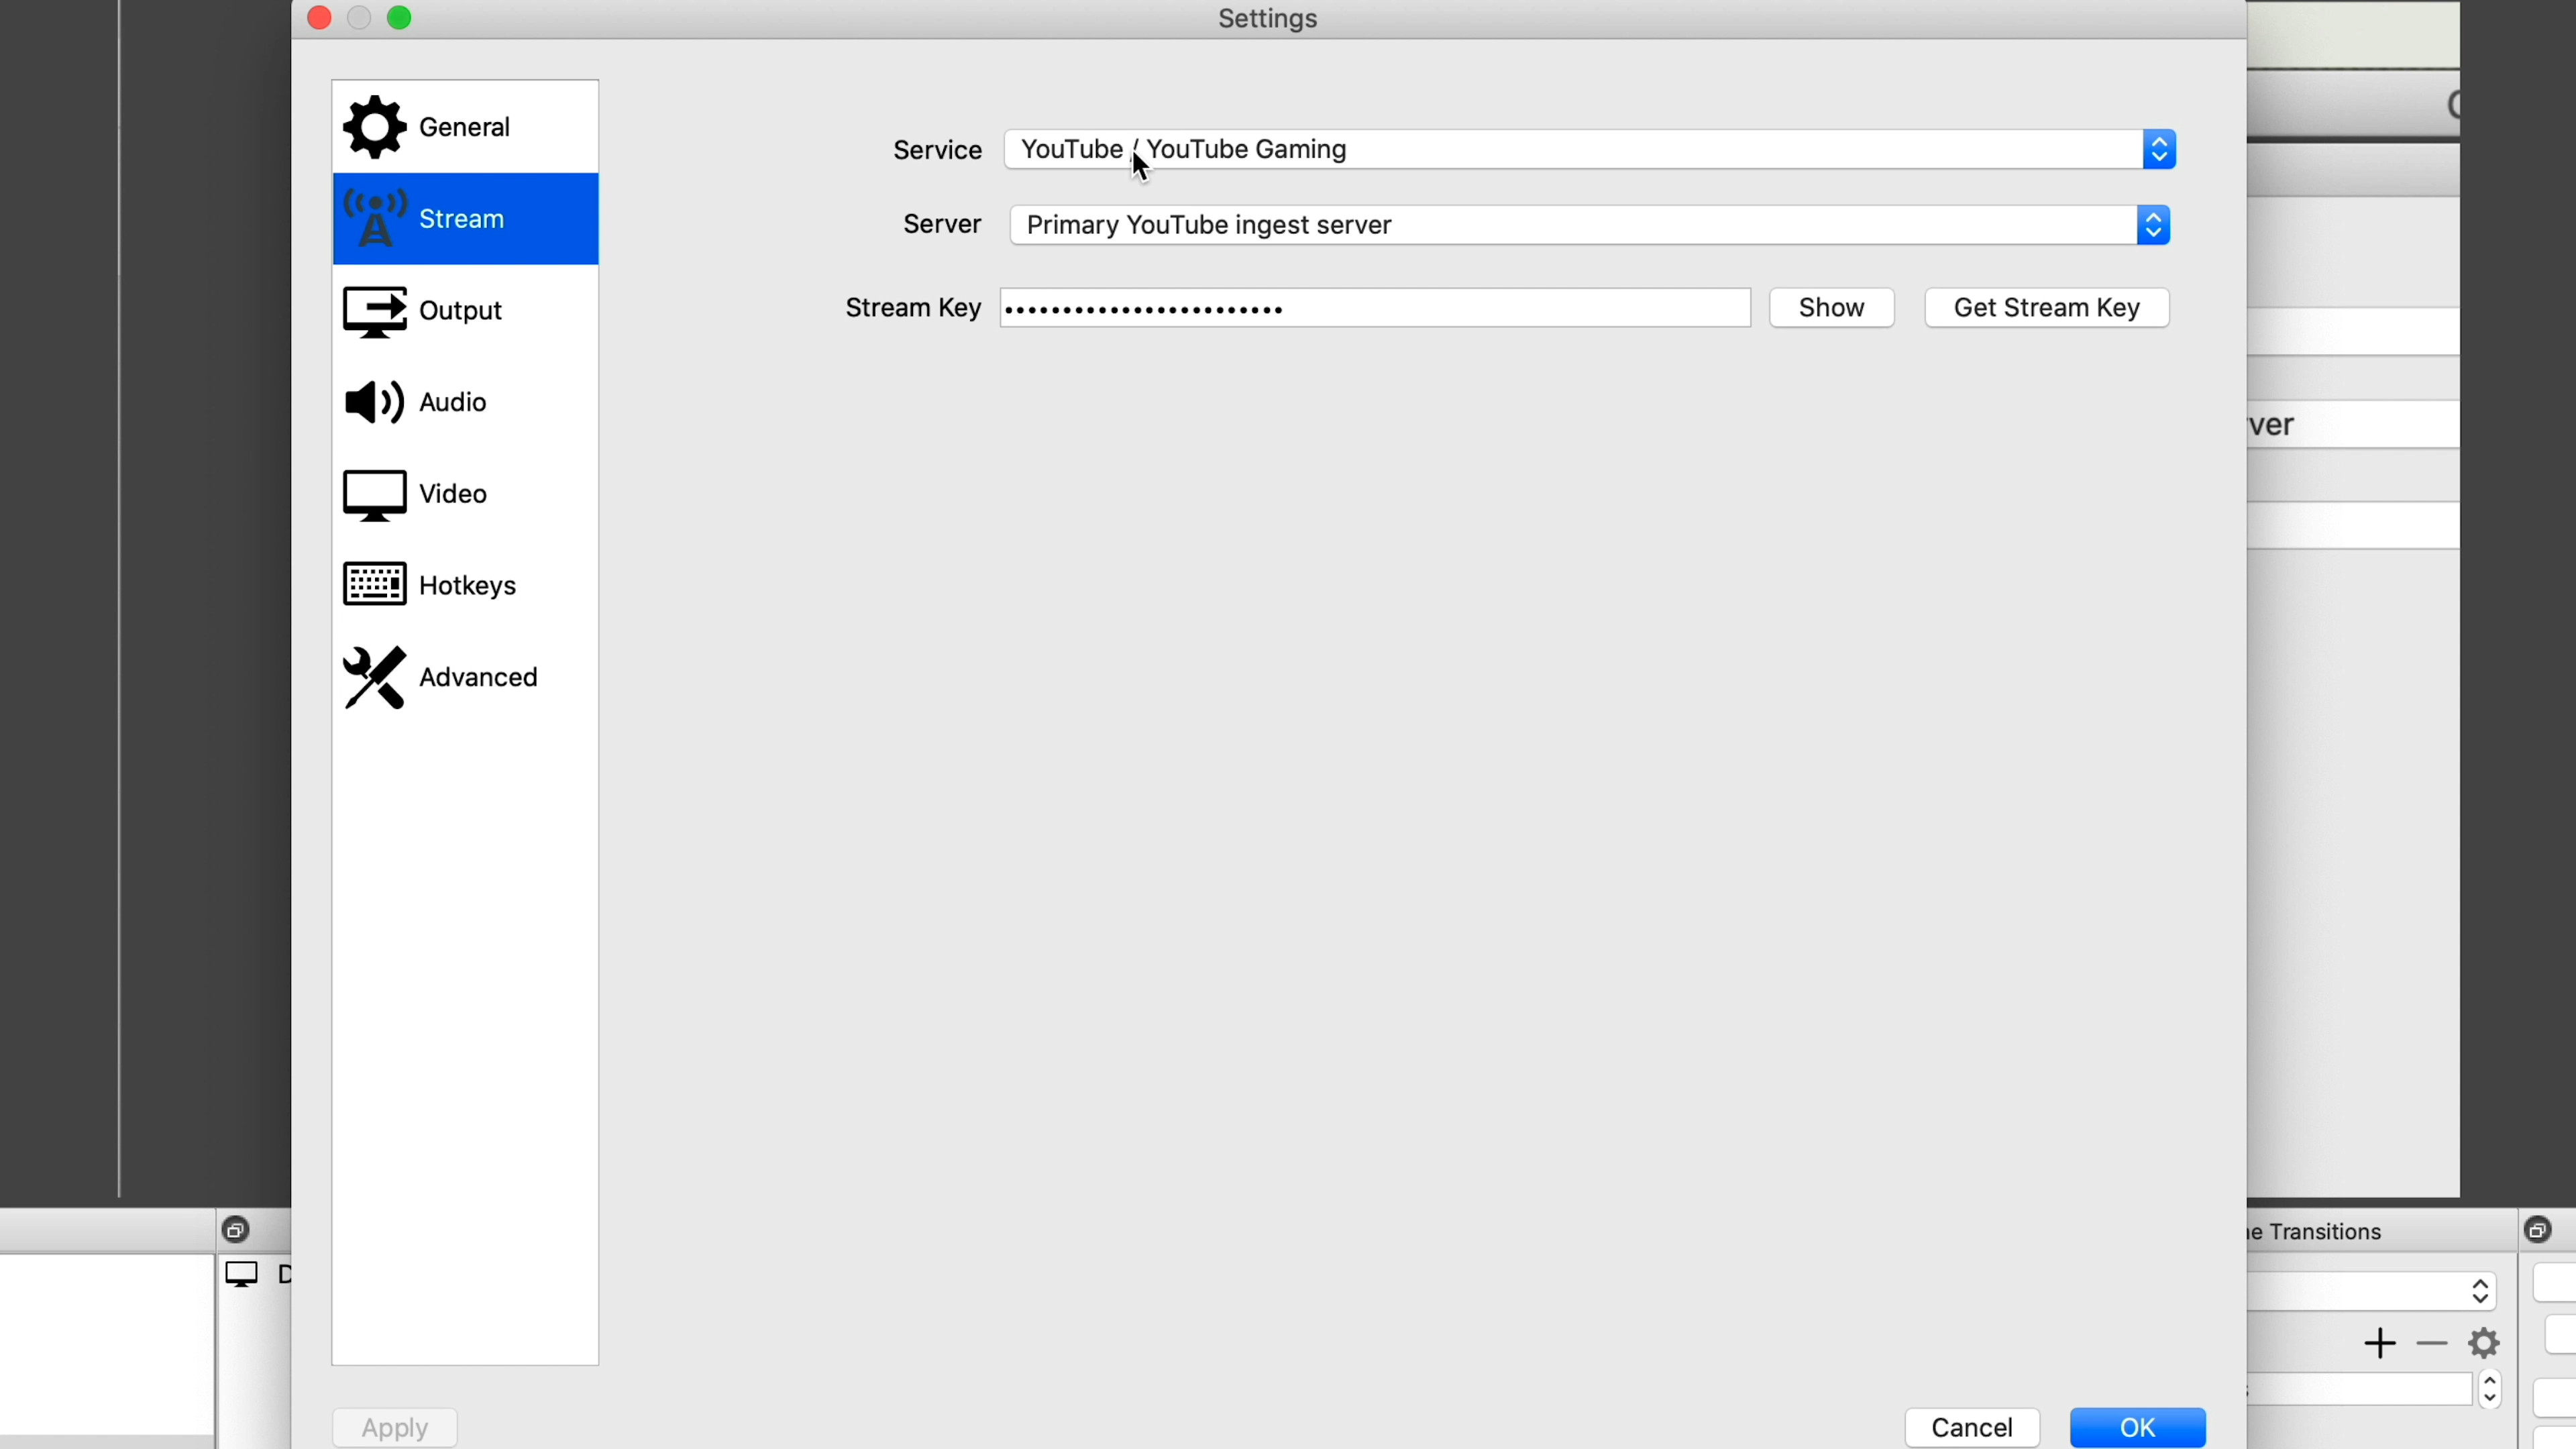 Settings
General
Stream
Output
Audio
Video
Hotkeys
Advanced
Service YouTube / YouTube Gaming
Server Primary YouTube ingest server
Stream Key •••••••••••••••••••••••• Show Get Stream Key
ver
Transitions
Apply Cancel OK